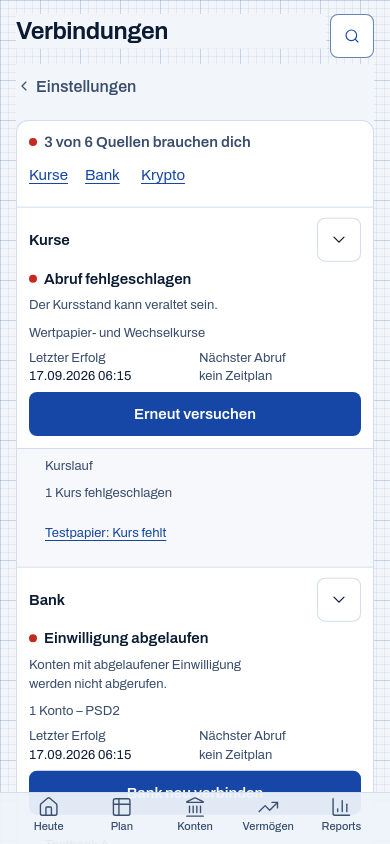 Verbindungen
Einstellungen
3 von 6 Quellen brauchen dich
Kurse Bank Krypto
Kurse
Abruf fehlgeschlagen
Der Kursstand kann veraltet sein.
Wertpapier- und Wechselkurse
Letzter Erfolg Nächster Abruf
17.09.2026 06:15 kein Zeitplan
Erneut versuchen
Kurslauf
1 Kurs fehlgeschlagen
Testpapier: Kurs fehlt
Bank
Einwilligung abgelaufen
Konten mit abgelaufener Einwilligung
werden nicht abgerufen.
1 Konto – PSD2
Letzter Erfolg Nächster Abruf
17.09.2026 06:15 kein Zeitplan
Bank neu verbinden
Heute Plan Konten Vermögen Reports